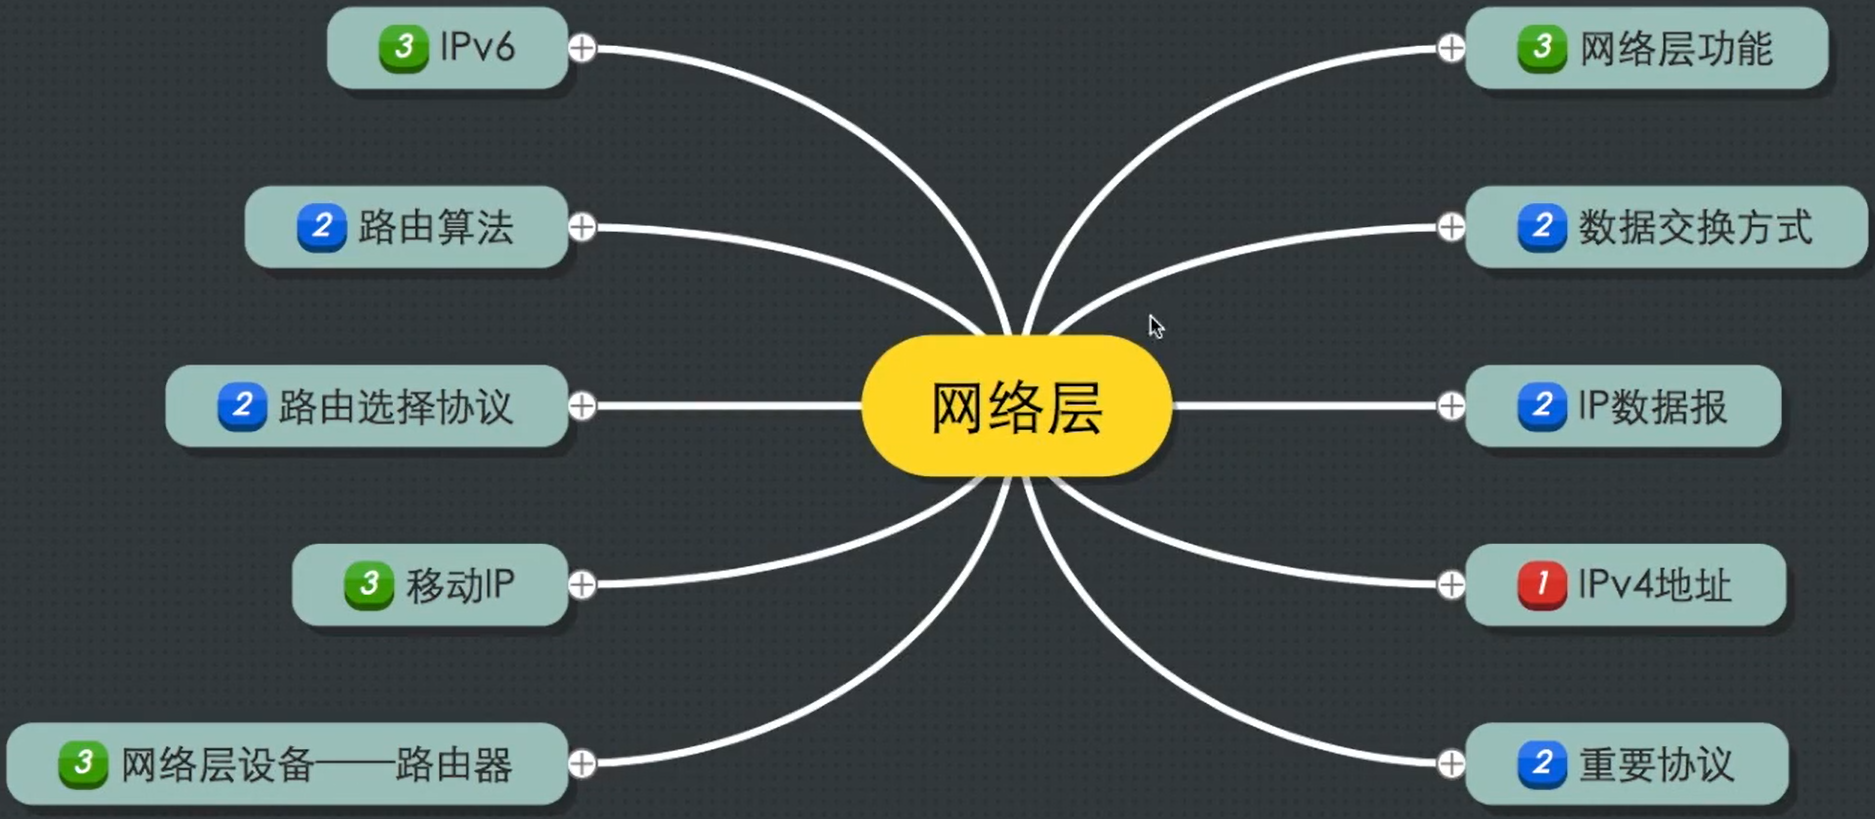 3 IPv6
2 路由算法
2 路由选择协议
3 移动IP
3 网络层设备——路由器
网络层
3 网络层功能
2 数据交换方式
2 IP数据报
1 IPv4地址
2 重要协议